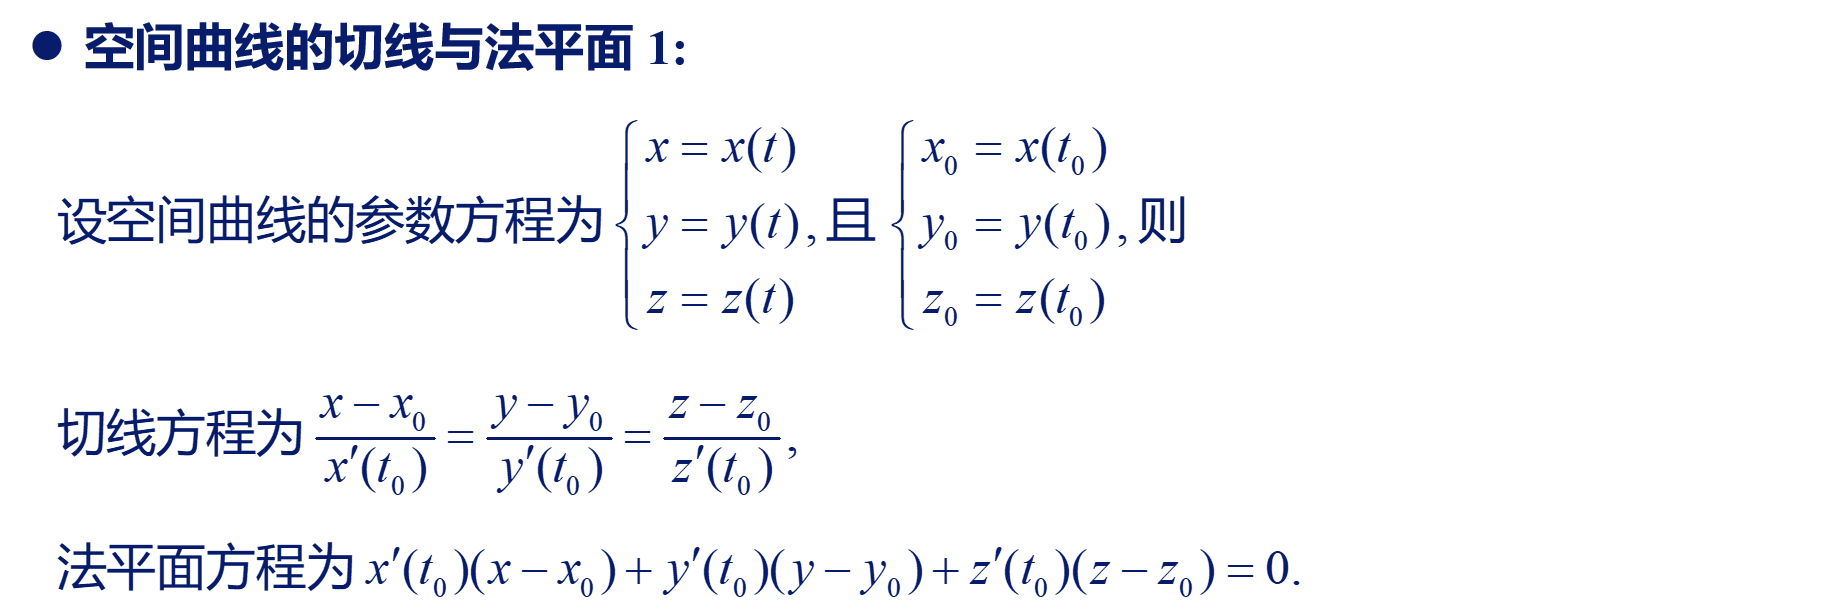 ● 空间曲线的切线与法平面 1:
设空间曲线的参数方程为 { x = x(t) y = y(t) z = z(t) , 且 { x₀ = x(t₀) y₀ = y(t₀) z₀ = z(t₀) , 则
切线方程为 (x − x₀)/(x′(t₀)) = (y − y₀)/(y′(t₀)) = (z − z₀)/(z′(t₀)),
法平面方程为 x′(t₀)(x − x₀) + y′(t₀)(y − y₀) + z′(t₀)(z − z₀) = 0.